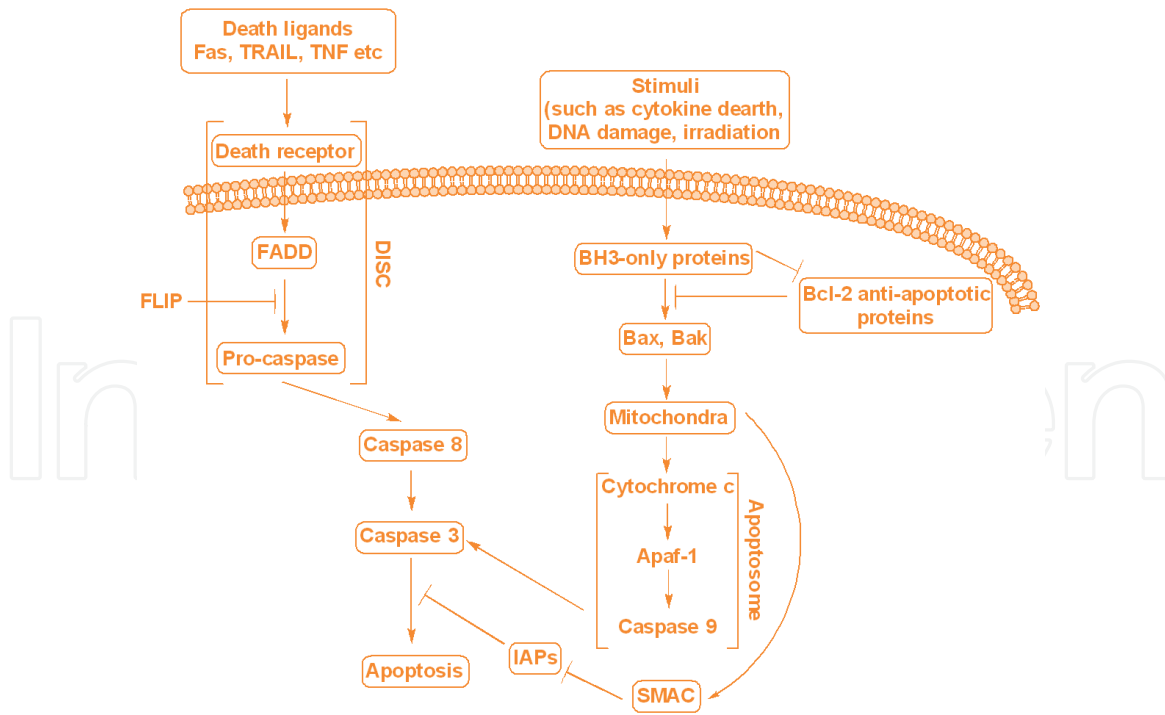 Death ligands
Fas, TRAIL, TNF etc
Stimuli
(such as cytokine dearth,
DNA damage, irradiation
Death receptor
FADD
DISC
BH3-only proteins
FLIP
Bcl-2 anti-apoptotic
proteins
Bax, Bak
Pro-caspase
Mitochondra
Caspase 8
Cytochrome c
Apoptosome
Caspase 3
Apaf-1
Caspase 9
IAPs
Apoptosis
SMAC